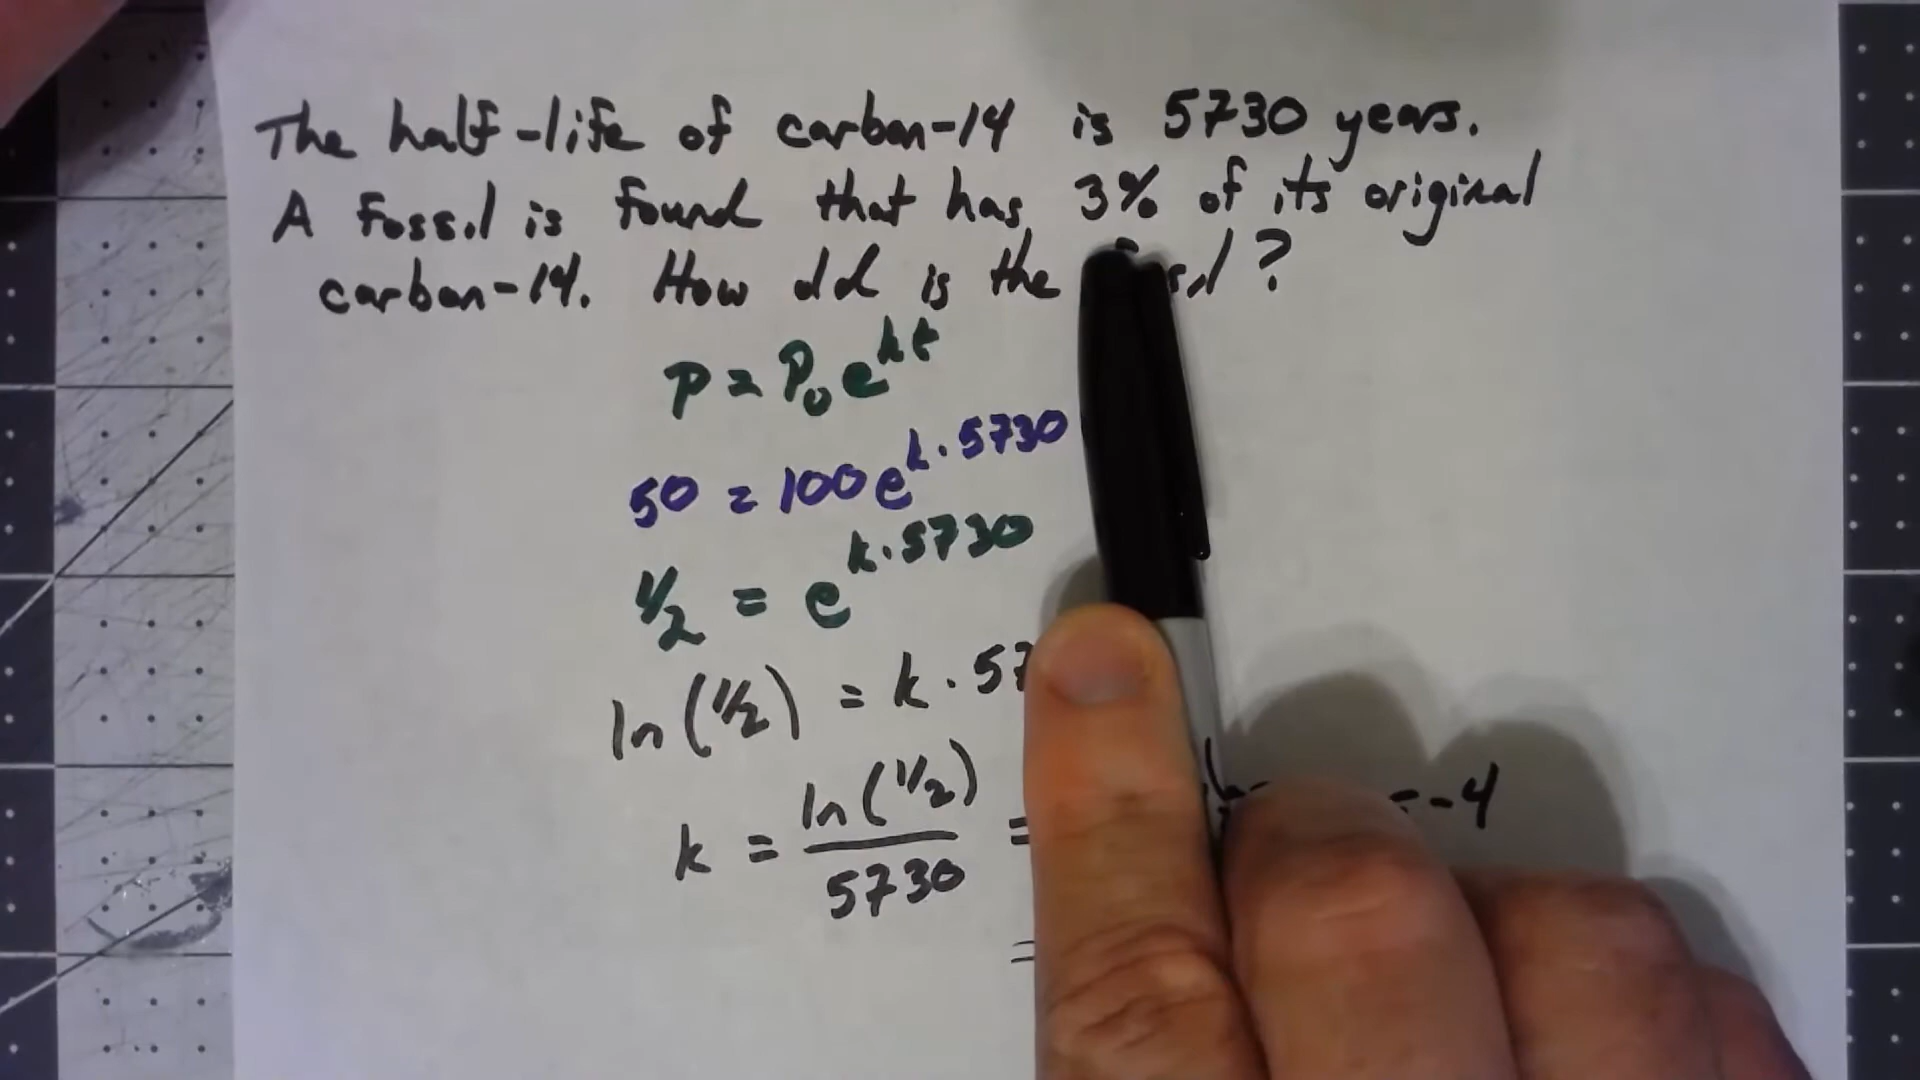 The half-life of carbon-14 is 5730 years.
A fossil is found that has 3% of its original
carbon-14. How old is the ?
P = P₀e^kt
50 = 100e^k·5730
1/2 = e^k·5730
ln(1/2) = k·57
k = ln(1/2)/5730 = -4
=